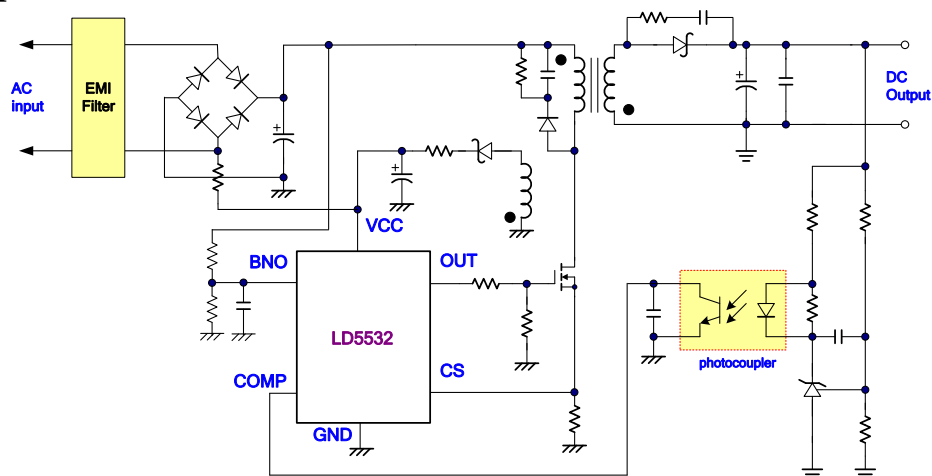 AC
input
EMI
Filter
DC
Output
VCC
BNO
OUT
LD5532
photocoupler
COMP
CS
GND
+
+
+